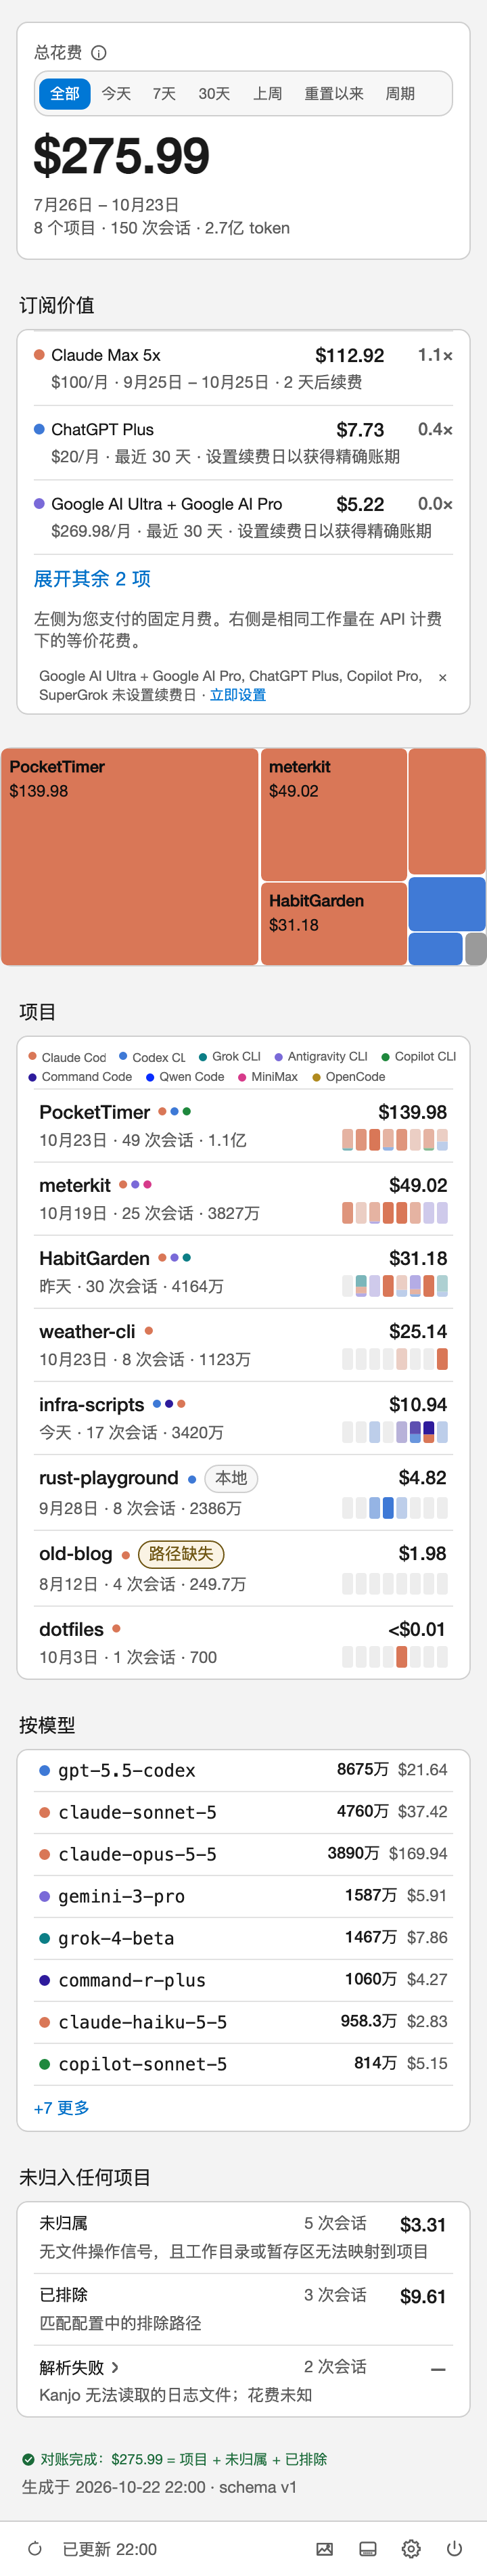 总花费
全部 今天 7天 30天 上周 重置以来 周期
$275.99
7月26日 – 10月23日
8 个项目 · 150 次会话 · 2.7亿 token
订阅价值
Claude Max 5x $112.92 1.1×
$100/月 · 9月25日 – 10月25日 · 2 天后续费
ChatGPT Plus $7.73 0.4×
$20/月 · 最近 30 天 · 设置续费日以获得精确账期
Google AI Ultra + Google AI Pro $5.22 0.0×
$269.98/月 · 最近 30 天 · 设置续费日以获得精确账期
展开其余 2 项
左侧为您支付的固定月费。右侧是相同工作量在 API 计费
下的等价花费。
Google AI Ultra + Google AI Pro, ChatGPT Plus, Copilot Pro, ×
SuperGrok 未设置续费日 · 立即设置
PocketTimer
$139.98
meterkit
$49.02
HabitGarden
$31.18
项目
Claude Cod Codex CL Grok CLI Antigravity CLI Copilot CLI
Command Code Qwen Code MiniMax OpenCode
PocketTimer $139.98
10月23日 · 49 次会话 · 1.1亿
meterkit $49.02
10月19日 · 25 次会话 · 3827万
HabitGarden $31.18
昨天 · 30 次会话 · 4164万
weather-cli $25.14
10月23日 · 8 次会话 · 1123万
infra-scripts $10.94
今天 · 17 次会话 · 3420万
rust-playground 本地 $4.82
9月28日 · 8 次会话 · 2386万
old-blog 路径缺失 $1.98
8月12日 · 4 次会话 · 249.7万
dotfiles <$0.01
10月3日 · 1 次会话 · 700
按模型
gpt-5.5-codex 8675万 $21.64
claude-sonnet-5 4760万 $37.42
claude-opus-5-5 3890万 $169.94
gemini-3-pro 1587万 $5.91
grok-4-beta 1467万 $7.86
command-r-plus 1060万 $4.27
claude-haiku-5-5 958.3万 $2.83
copilot-sonnet-5 814万 $5.15
+7 更多
未归入任何项目
未归属 5 次会话 $3.31
无文件操作信号，且工作目录或暂存区无法映射到项目
已排除 3 次会话 $9.61
匹配配置中的排除路径
解析失败 2 次会话 —
Kanjo 无法读取的日志文件；花费未知
对账完成：$275.99 = 项目 + 未归属 + 已排除
生成于 2026-10-22 22:00 · schema v1
已更新 22:00